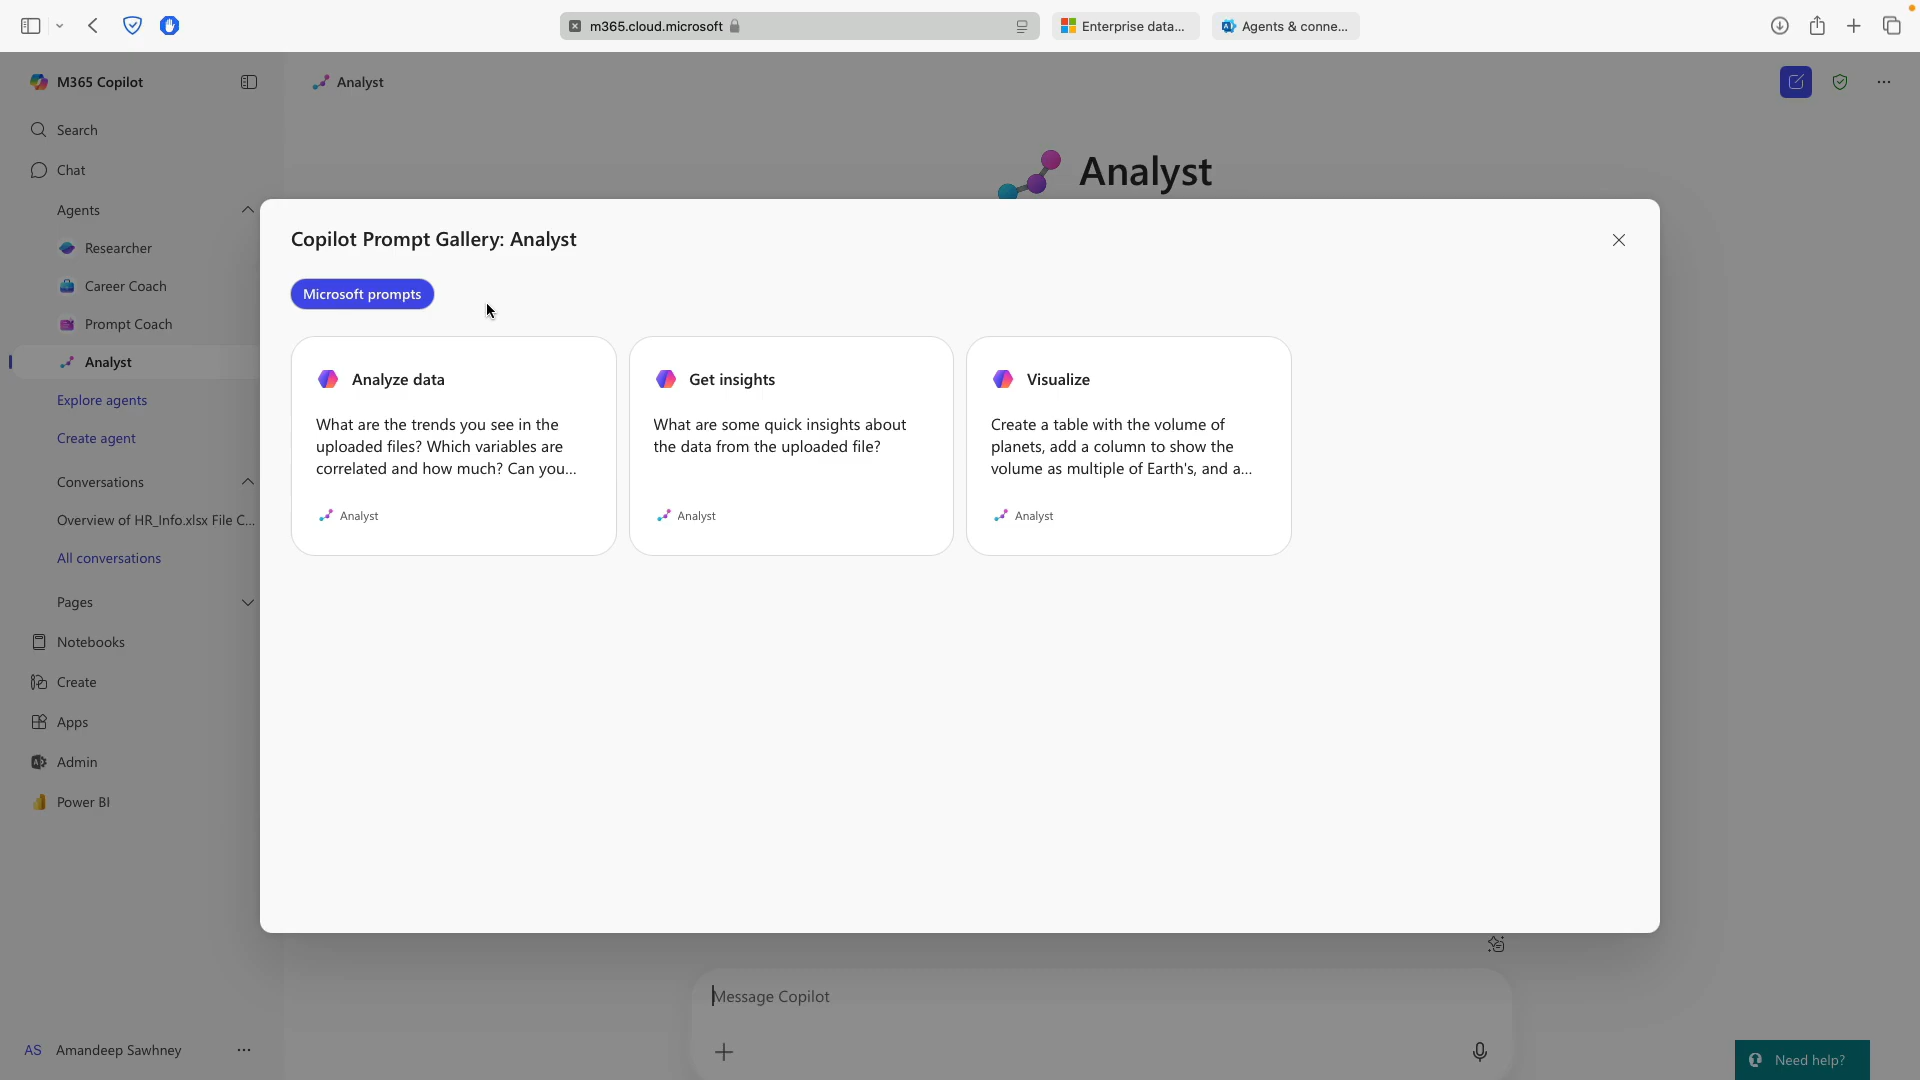 m365.cloud.microsoft
Enterprise data...
Agents & conne...
M365 Copilot
Search
Chat
Agents
Researcher
Career Coach
Prompt Coach
Analyst
Explore agents
Create agent
Conversations
Overview of HR_Info.xlsx File C...
All conversations
Pages
Notebooks
Create
Apps
Admin
Power BI
AS Amandeep Sawhney
Analyst
Analyst
Copilot Prompt Gallery: Analyst
Microsoft prompts
Analyze data
What are the trends you see in the
uploaded files? Which variables are
correlated and how much? Can you...
Analyst
Get insights
What are some quick insights about
the data from the uploaded file?
Analyst
Visualize
Create a table with the volume of
planets, add a column to show the
volume as multiple of Earth's, and a...
Analyst
Message Copilot
Need help?